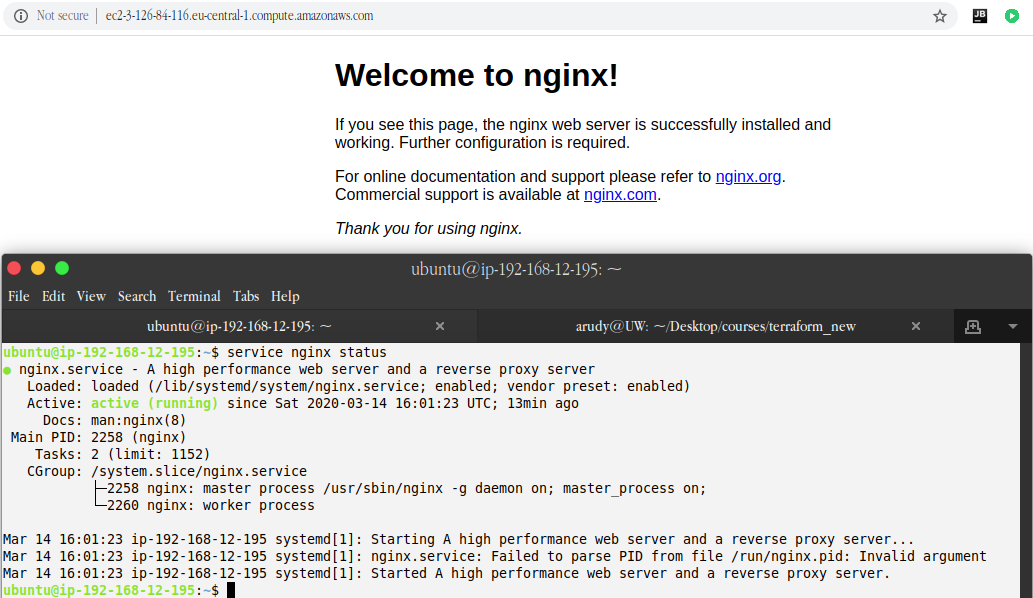 Not secure | ec2-3-126-84-116.eu-central-1.compute.amazonaws.com
JB
Welcome to nginx!
If you see this page, the nginx web server is successfully installed and
working. Further configuration is required.
For online documentation and support please refer to nginx.org.
Commercial support is available at nginx.com.
Thank you for using nginx.
ubuntu@ip-192-168-12-195: ~
File Edit View Search Terminal Tabs Help
ubuntu@ip-192-168-12-195: ~ × arudy@UW: ~/Desktop/courses/terraform_new ×
ubuntu@ip-192-168-12-195:~$ service nginx status
● nginx.service - A high performance web server and a reverse proxy server
   Loaded: loaded (/lib/systemd/system/nginx.service; enabled; vendor preset: enabled)
   Active: active (running) since Sat 2020-03-14 16:01:23 UTC; 13min ago
     Docs: man:nginx(8)
 Main PID: 2258 (nginx)
    Tasks: 2 (limit: 1152)
   CGroup: /system.slice/nginx.service
           ├─2258 nginx: master process /usr/sbin/nginx -g daemon on; master_process on;
           └─2260 nginx: worker process
Mar 14 16:01:23 ip-192-168-12-195 systemd[1]: Starting A high performance web server and a reverse proxy server...
Mar 14 16:01:23 ip-192-168-12-195 systemd[1]: nginx.service: Failed to parse PID from file /run/nginx.pid: Invalid argument
Mar 14 16:01:23 ip-192-168-12-195 systemd[1]: Started A high performance web server and a reverse proxy server.
ubuntu@ip-192-168-12-195:~$